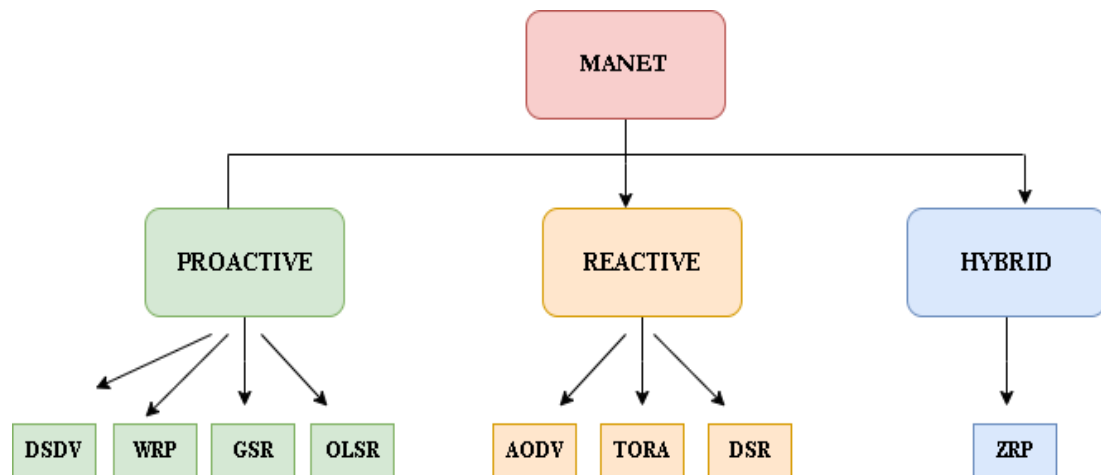 MANET
PROACTIVE
REACTIVE
HYBRID
DSDV
WRP
GSR
OLSR
AODV
TORA
DSR
ZRP